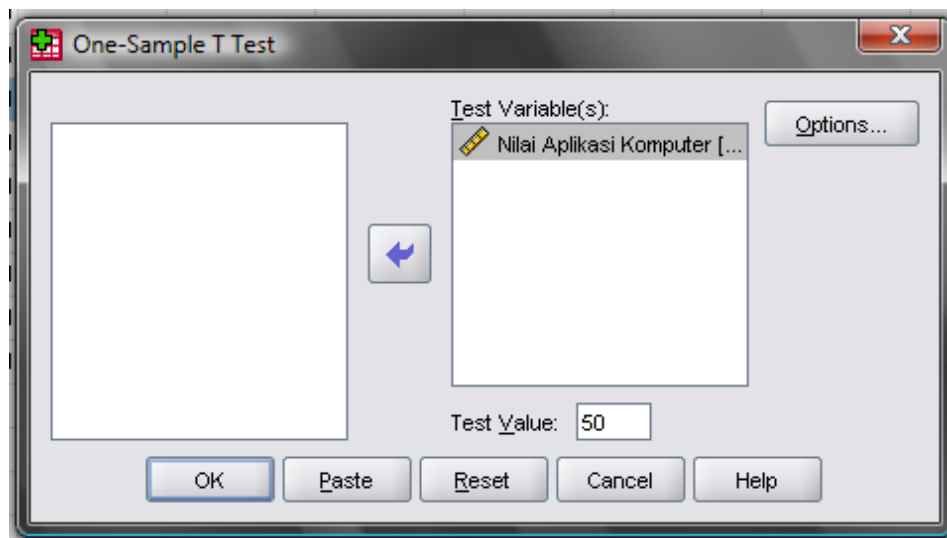 One-Sample T Test
Test Variable(s):
Nilai Aplikasi Komputer [...
Options...
Test Value: 50
OK Paste Reset Cancel Help